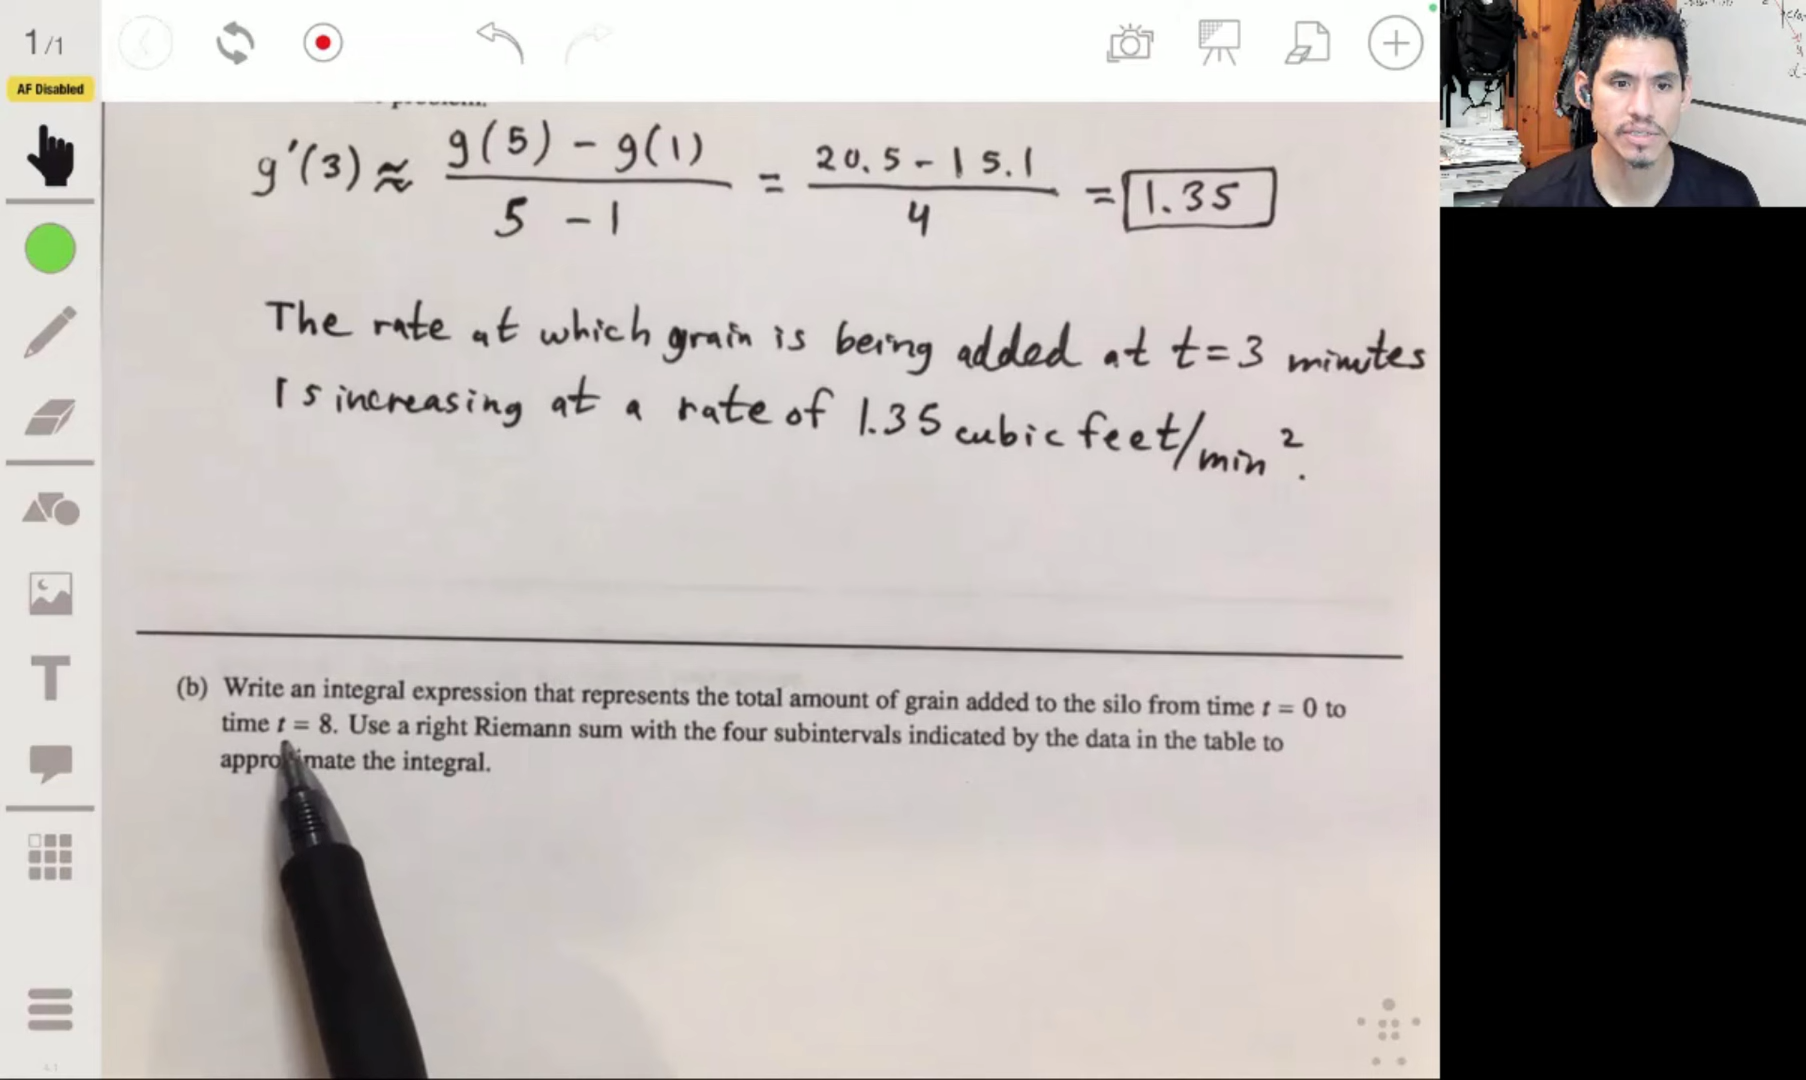 1/1
AF Disabled
problem.
g'(3) ≈ g(5) - g(1) / 5 - 1 = 20.5 - 15.1 / 4 = 1.35
The rate at which grain is being added at t=3 minutes
Is increasing at a rate of 1.35 cubic feet/min².
(b) Write an integral expression that represents the total amount of grain added to the silo from time t = 0 to
time t = 8. Use a right Riemann sum with the four subintervals indicated by the data in the table to
approximate the integral.
T